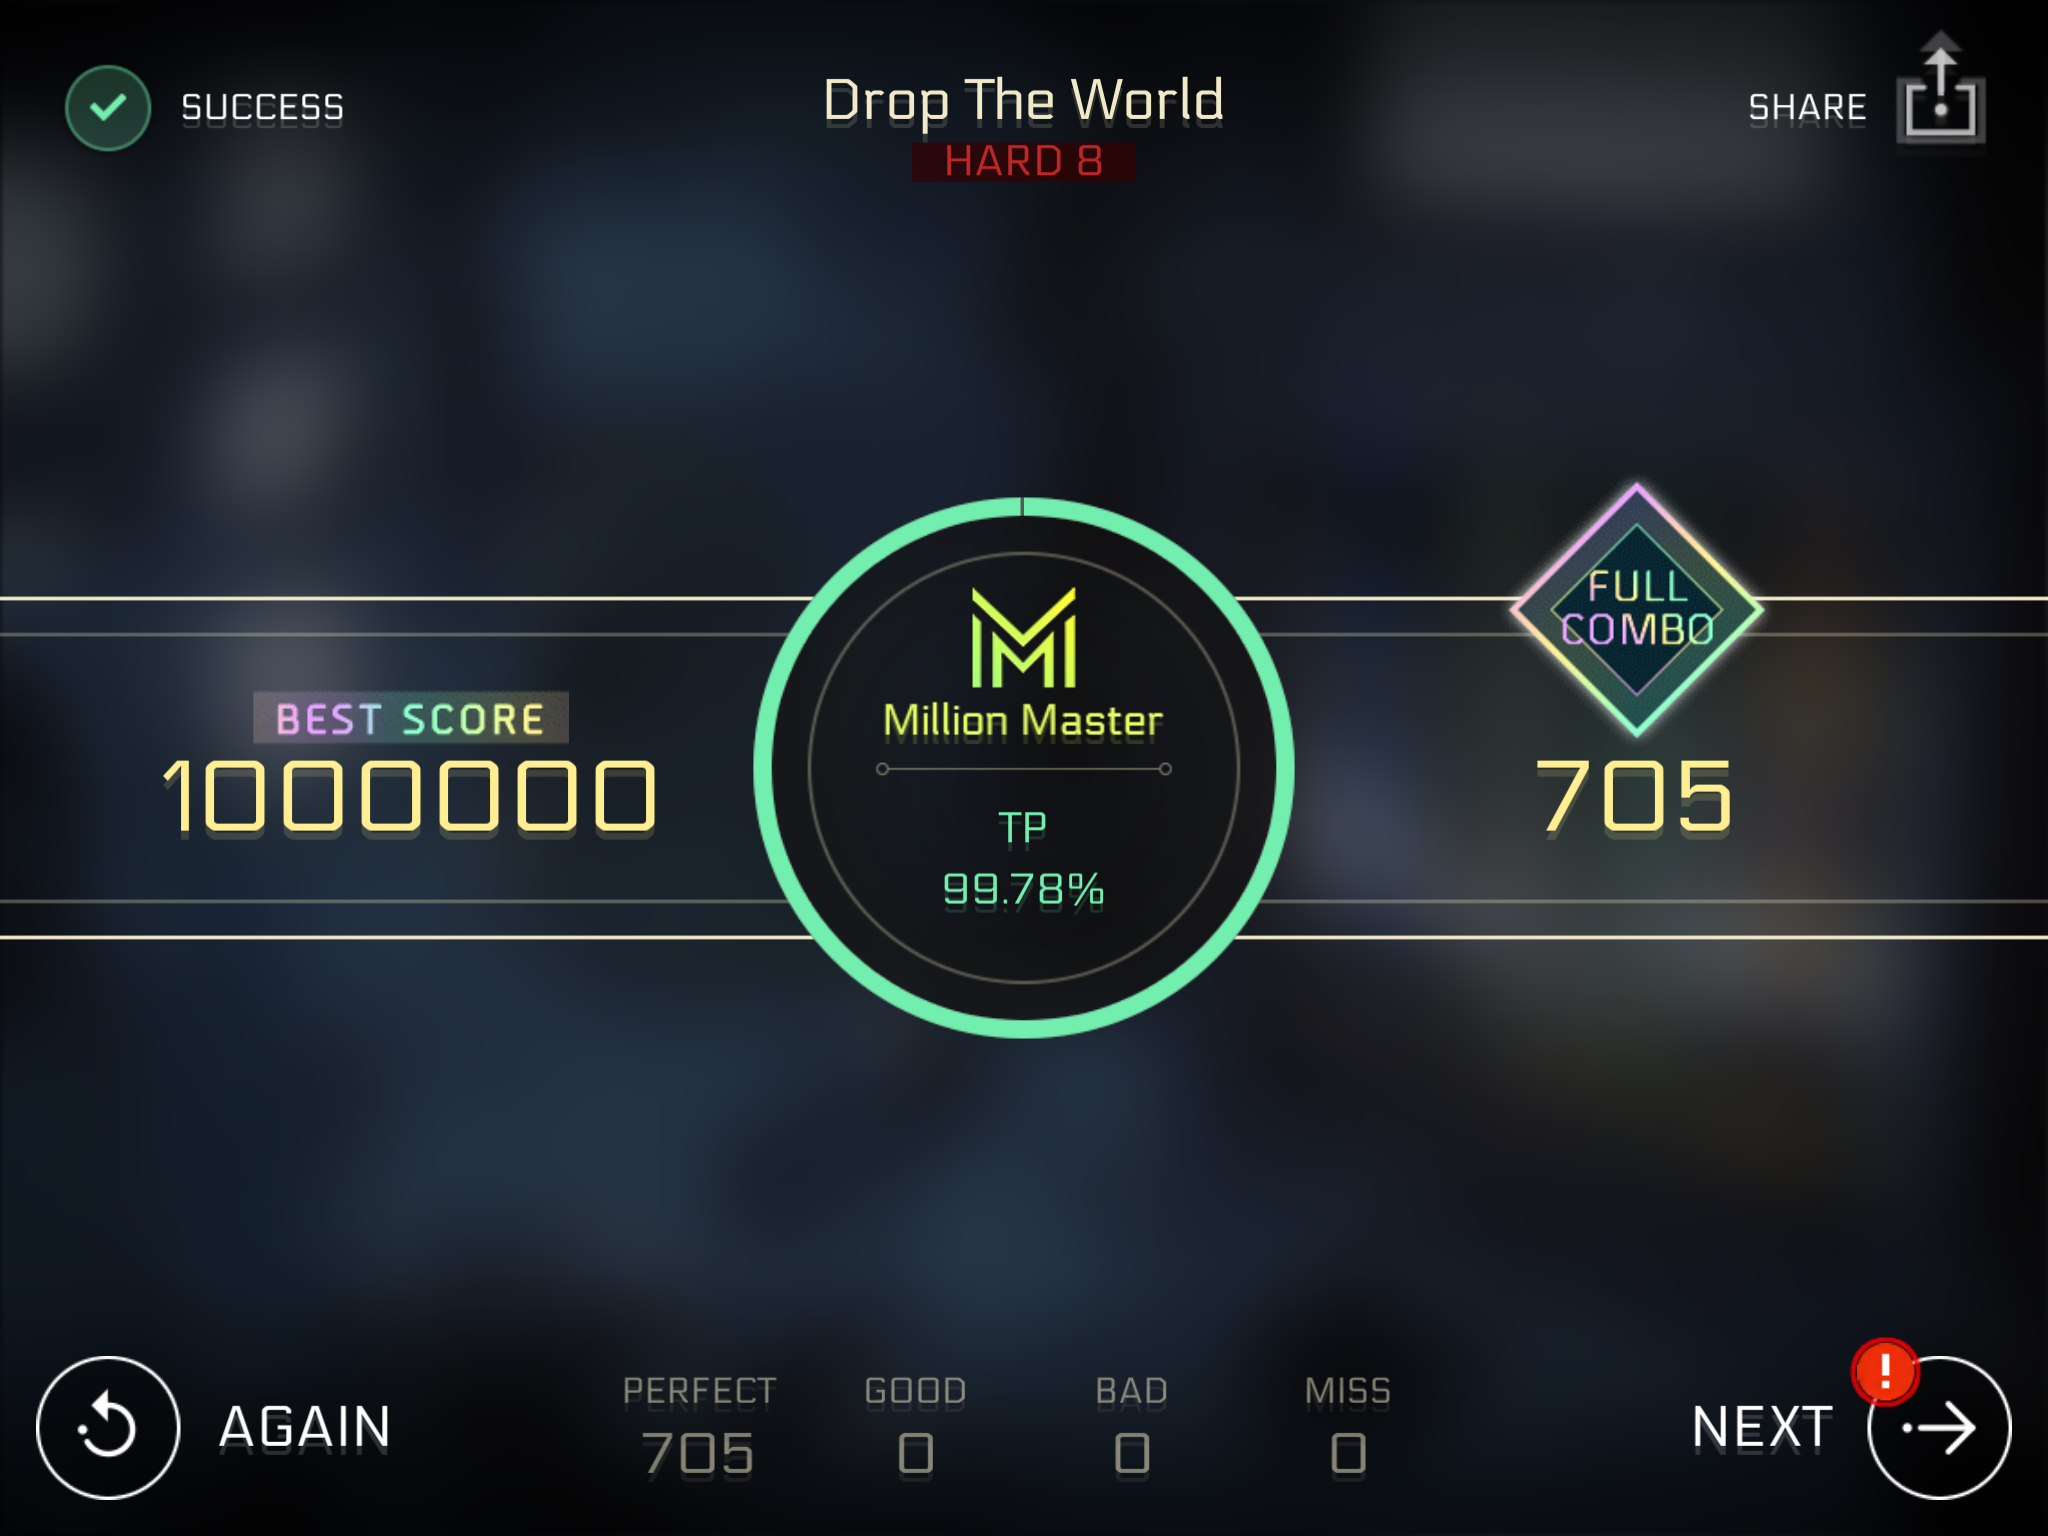 SUCCESS
Drop The World
HARD 8
SHARE
FULL
COMBO
BEST SCORE
1000000
Million Master
TP
99.78%
705
AGAIN
PERFECT GOOD BAD MISS
705 0 0 0
NEXT
!